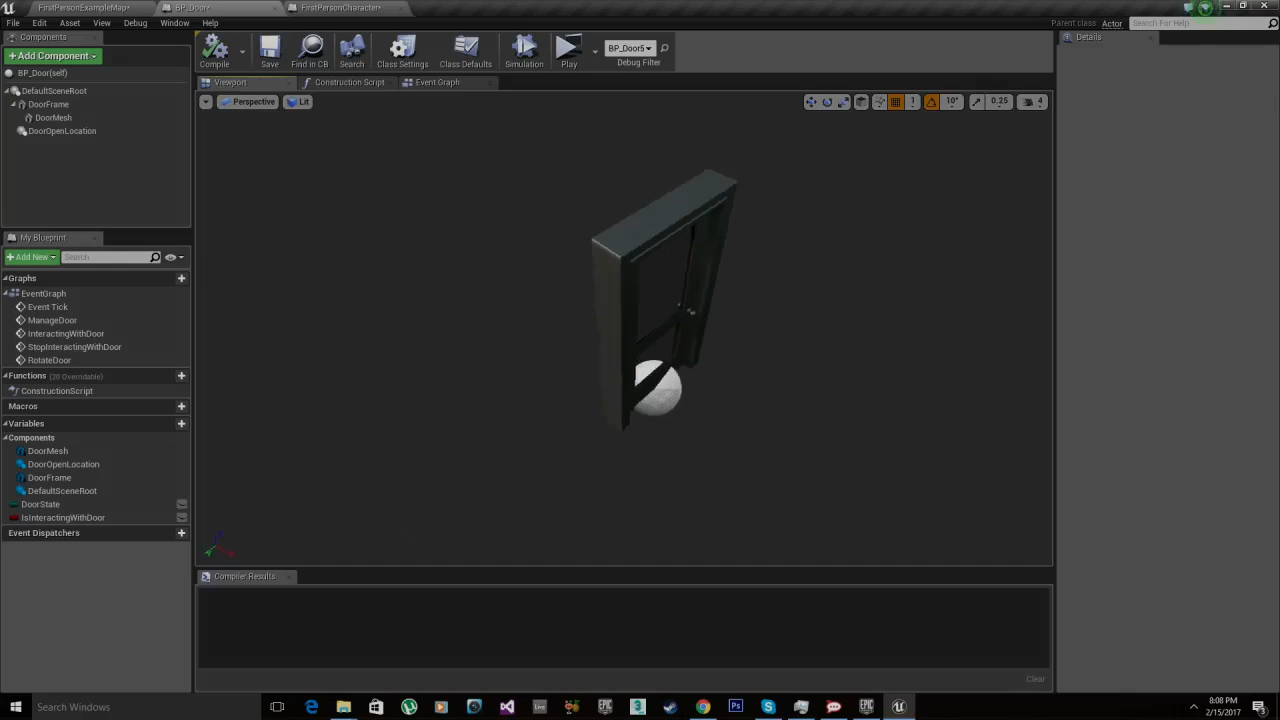 FirstPersonExampleMap*
BP_Door*
FirstPersonCharacter*
File Edit Asset View Debug Window Help
Parent class: Actor
Search For Help
Components
Details
+Add Component
Compile Save Find in CB Search Class Settings Class Defaults Simulation Play
BP_Door5
Debug Filter
BP_Door(self)
Viewport Construction Script Event Graph
DefaultSceneRoot
DoorFrame
DoorMesh
DoorOpenLocation
Perspective Lit
1 10° 0.25 4
My Blueprint
+Add New Search
Graphs
EventGraph
Event Tick
ManageDoor
InteractingWithDoor
StopInteractingWithDoor
RotateDoor
Functions (20 Overridable)
ConstructionScript
Macros
Variables
Components
DoorMesh
DoorOpenLocation
DoorFrame
DefaultSceneRoot
DoorState
IsInteractingWithDoor
Event Dispatchers
Compiler Results
Clear
Search Windows
8:08 PM
2/15/2017